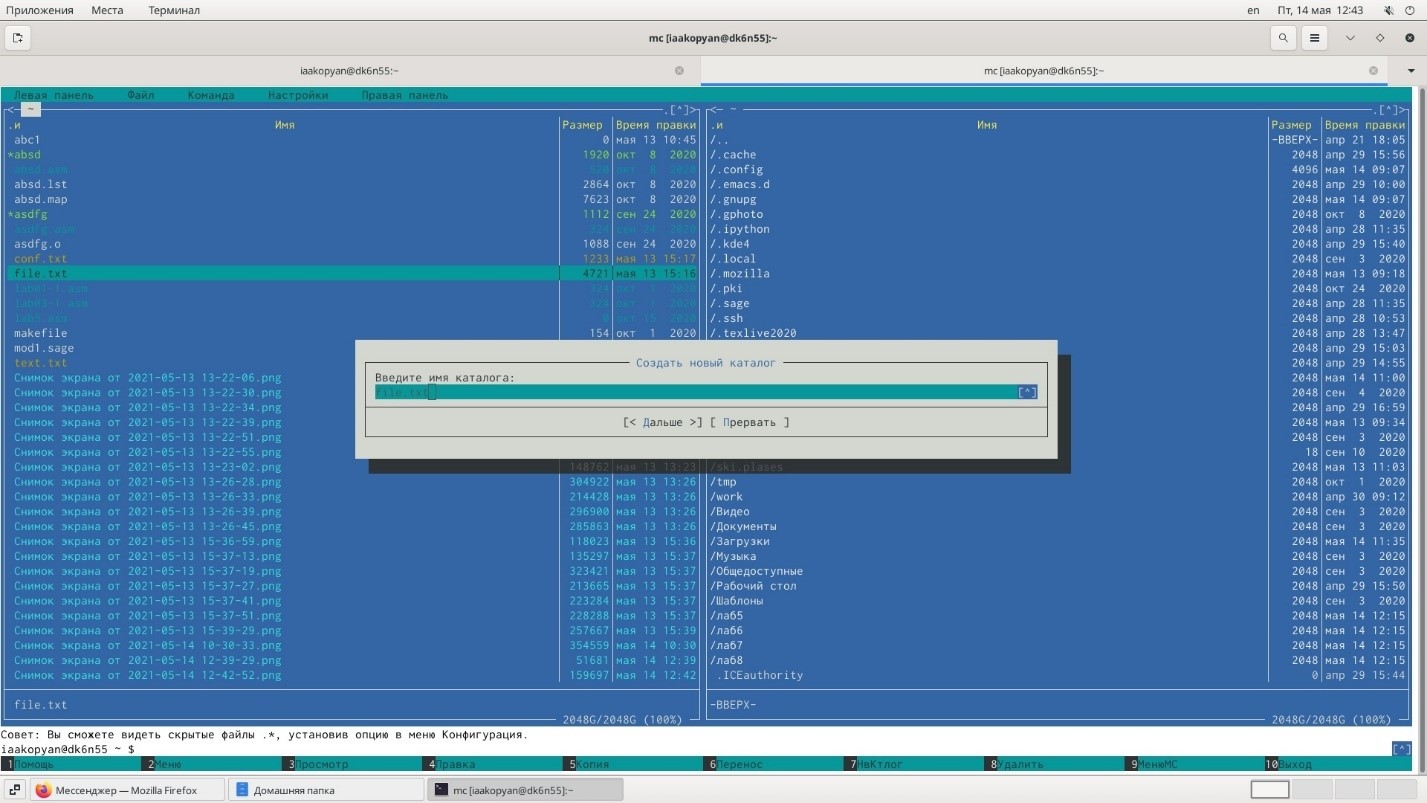 Приложения Места Терминал en Пт, 14 мая 12:43
mc [iaakopyan@dk6n55]:~
iaakopyan@dk6n55:~ mc [iaakopyan@dk6n55]:~
Левая панель Файл Команда Настройки Правая панель
<- ~ .[^]>
.и Имя Размер Время правки
abc1 0 мая 13 10:45
*absd 1920 окт 8 2020
absd.asm
absd.lst 2864 окт 8 2020
absd.map 7623 окт 8 2020
*asdfg 1112 сен 24 2020
asdfg.asm 324 сен 24 2020
asdfg.o 1088 сен 24 2020
conf.txt 1233 мая 13 15:17
file.txt 4721 мая 13 15:16
lab01-1.asm
lab03-1.asm
lab5.asm
makefile 154 окт 1 2020
mod1.sage
text.txt
Снимок экрана от 2021-05-13 13-22-06.png
Снимок экрана от 2021-05-13 13-22-30.png
Снимок экрана от 2021-05-13 13-22-34.png
Снимок экрана от 2021-05-13 13-22-39.png
Снимок экрана от 2021-05-13 13-22-51.png
Снимок экрана от 2021-05-13 13-22-55.png
Снимок экрана от 2021-05-13 13-23-02.png 148762 мая 13 13:23
Снимок экрана от 2021-05-13 13-26-28.png 304922 мая 13 13:26
Снимок экрана от 2021-05-13 13-26-33.png 214428 мая 13 13:26
Снимок экрана от 2021-05-13 13-26-39.png 296900 мая 13 13:26
Снимок экрана от 2021-05-13 13-26-45.png 285863 мая 13 13:26
Снимок экрана от 2021-05-13 15-36-59.png 118023 мая 13 15:36
Снимок экрана от 2021-05-13 15-37-13.png 135297 мая 13 15:37
Снимок экрана от 2021-05-13 15-37-19.png 323421 мая 13 15:37
Снимок экрана от 2021-05-13 15-37-27.png 213665 мая 13 15:37
Снимок экрана от 2021-05-13 15-37-41.png 223284 мая 13 15:37
Снимок экрана от 2021-05-13 15-37-51.png 228288 мая 13 15:37
Снимок экрана от 2021-05-13 15-39-29.png 257667 мая 13 15:39
Снимок экрана от 2021-05-14 10-30-33.png 354559 мая 14 10:30
Снимок экрана от 2021-05-14 12-39-29.png 51681 мая 14 12:39
Снимок экрана от 2021-05-14 12-42-52.png 159697 мая 14 12:42
file.txt
2048G/2048G (100%)
<- ~ .[^]>
.и Имя Размер Время правки
/.. -ВВЕРХ- апр 21 18:05
/.cache 2048 апр 29 15:56
/.config 4096 мая 14 09:07
/.emacs.d 2048 апр 29 10:00
/.gnupg 2048 мая 14 09:07
/.gphoto 2048 окт 8 2020
/.ipython 2048 апр 28 11:35
/.kde4 2048 апр 29 15:40
/.local 2048 сен 3 2020
/.mozilla 2048 мая 13 09:18
/.pki 2048 окт 24 2020
/.sage 2048 апр 28 11:35
/.ssh 2048 апр 28 10:53
/.texlive2020 2048 апр 28 13:47
2048 апр 29 15:03
2048 апр 29 14:55
2048 мая 14 11:00
2048 сен 4 2020
2048 апр 29 16:59
2048 мая 13 09:34
2048 сен 3 2020
18 сен 10 2020
/ski.plases 2048 мая 13 11:03
/tmp 2048 окт 1 2020
/work 2048 апр 30 09:12
/Видео 2048 сен 3 2020
/Документы 2048 сен 3 2020
/Загрузки 2048 мая 14 11:35
/Музыка 2048 сен 3 2020
/Общедоступные 2048 сен 3 2020
/Рабочий стол 2048 апр 29 15:50
/Шаблоны 2048 сен 3 2020
/лаб5 2048 мая 14 12:15
/лаб6 2048 мая 14 12:15
/лаб7 2048 мая 14 12:15
/лаб8 2048 мая 14 12:15
.ICEauthority 0 апр 29 15:44
-ВВЕРХ-
2048G/2048G (100%)
Создать новый каталог
Введите имя каталога:
file.txt [^]
[< Дальше >] [ Прервать ]
Совет: Вы сможете видеть скрытые файлы .*, установив опцию в меню Конфигурация.
iaakopyan@dk6n55 ~ $ [^]
1Помощь 2Меню 3Просмотр 4Правка 5Копия 6Перенос 7НвКтлог 8Удалить 9МенюМС 10Выход
Мессенджер — Mozilla Firefox Домашняя папка mc [iaakopyan@dk6n55]:~